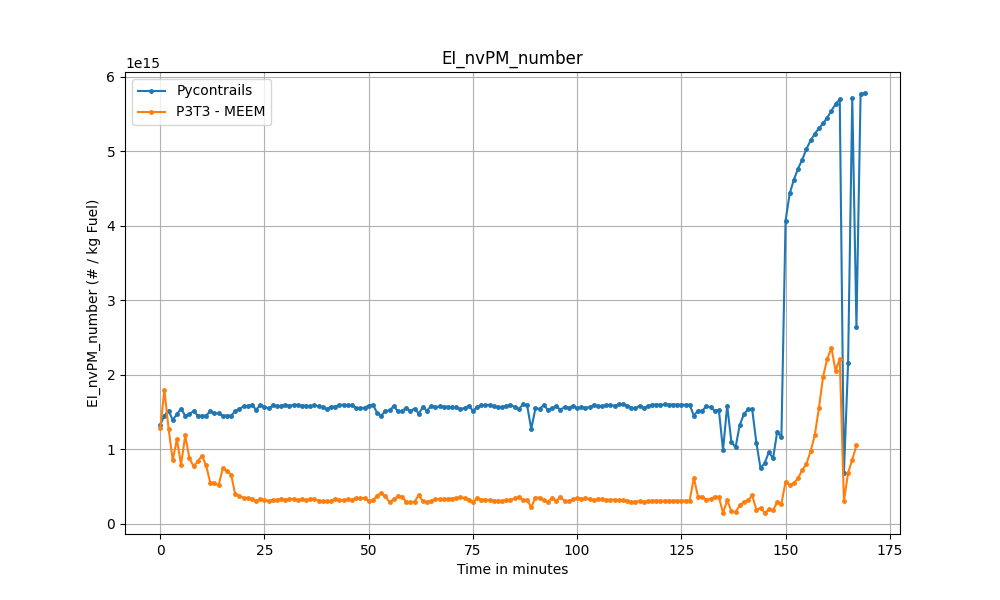 EI_nvPM_number
1e15
Pycontrails
P3T3 - MEEM
6
5
4
3
2
1
0
EI_nvPM_number (# / kg Fuel)
0 25 50 75 100 125 150 175
Time in minutes